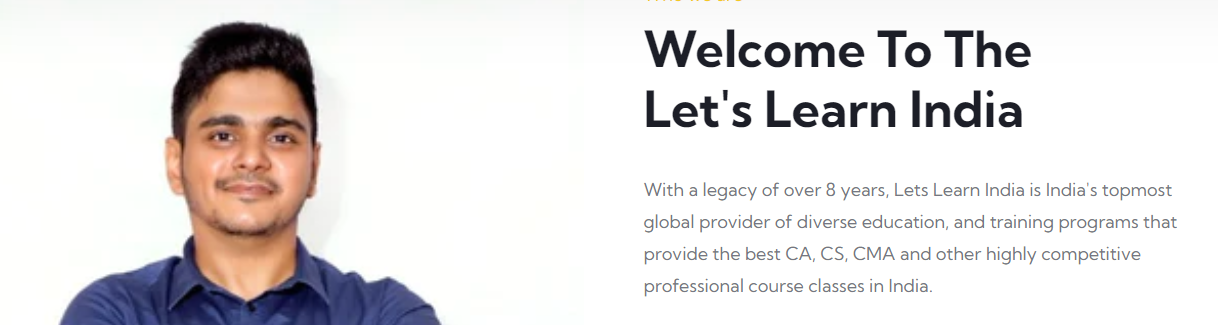 Welcome To The
Let's Learn India
With a legacy of over 8 years, Lets Learn India is India's topmost
global provider of diverse education, and training programs that
provide the best CA, CS, CMA and other highly competitive
professional course classes in India.